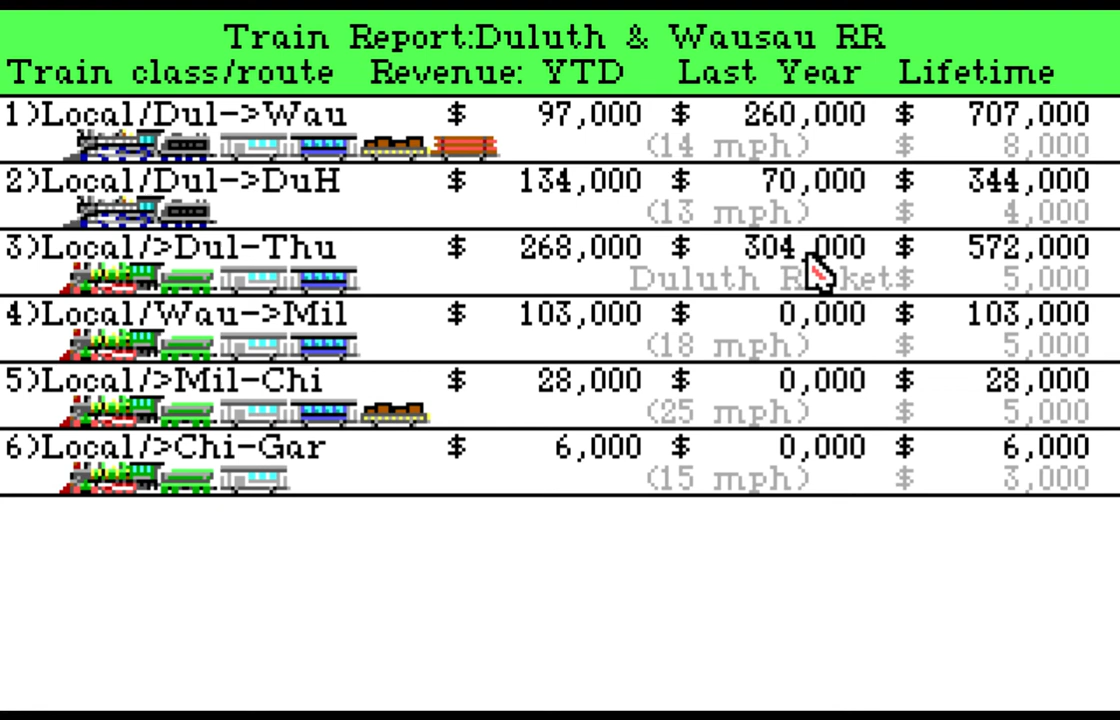 Train Report:Duluth & Wausau RR
Train class/route Revenue: YTD Last Year Lifetime
1)Local/Dul->Wau $ 97,000 $ 260,000 $ 707,000
(14 mph) $ 8,000
2)Local/Dul->DuH $ 134,000 $ 70,000 $ 344,000
(13 mph) $ 4,000
3)Local/>Dul-Thu $ 268,000 $ 304,000 $ 572,000
Duluth Rocket$ 5,000
4)Local/Wau->Mil $ 103,000 $ 0,000 $ 103,000
(18 mph) $ 5,000
5)Local/>Mil-Chi $ 28,000 $ 0,000 $ 28,000
(25 mph) $ 5,000
6)Local/>Chi-Gar $ 6,000 $ 0,000 $ 6,000
(15 mph) $ 3,000